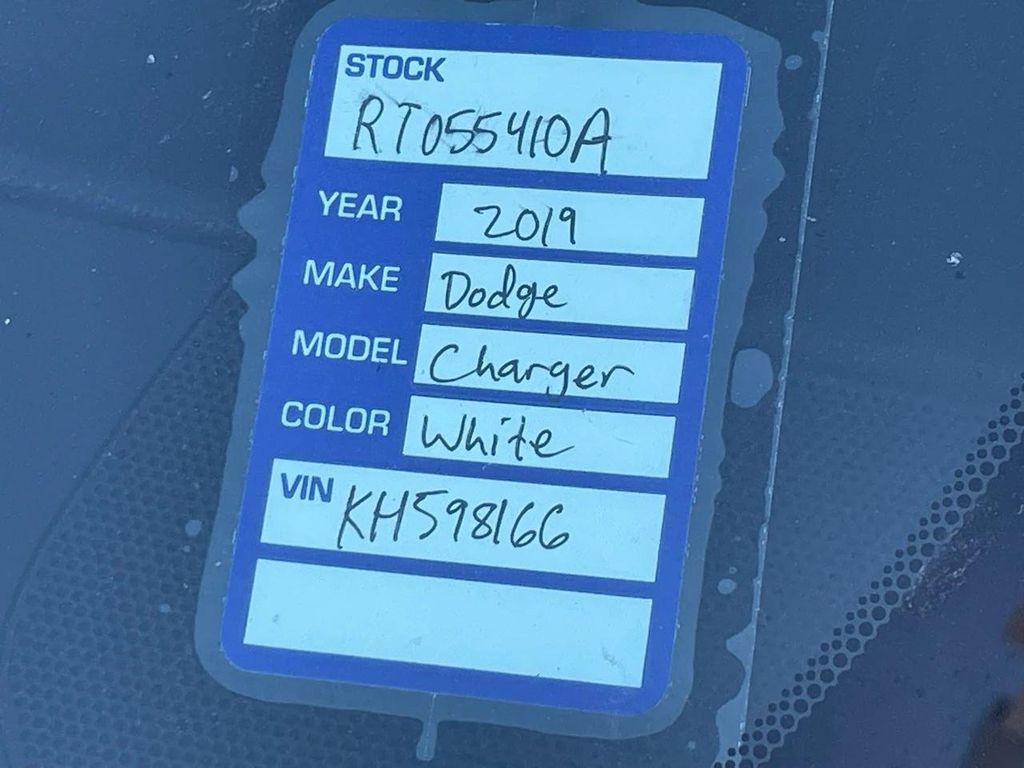 STOCK
RT055410A
YEAR 2019
MAKE Dodge
MODEL Charger
COLOR White
VIN KH598166